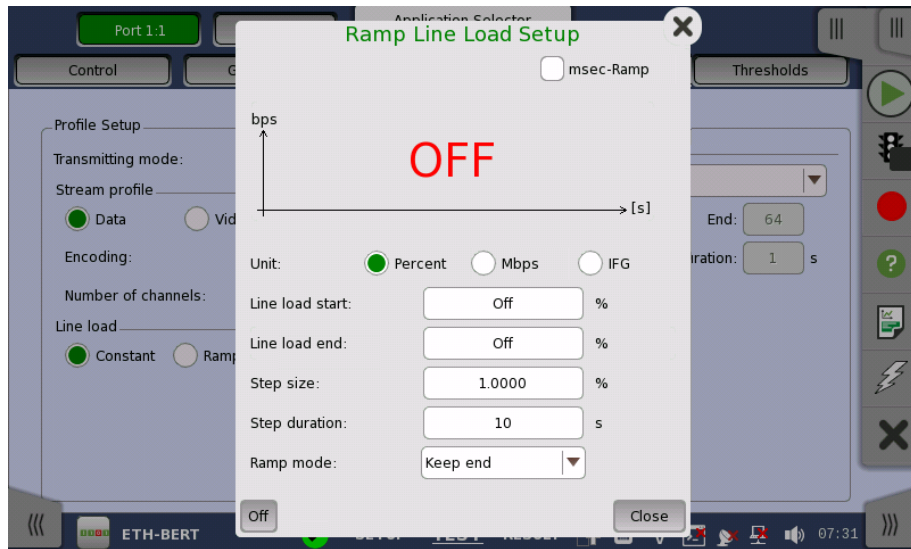 Port 1:1
Ramp Line Load Setup
msec-Ramp
Control
Thresholds
bps
Profile Setup
OFF
Transmitting mode:
Stream profile
[s]
Data
End: 64
Encoding:
Unit: Percent Mbps IFG
1 s
Number of channels:
Line load start: Off %
Line load
Line load end: Off %
Constant
Step size: 1.0000 %
Step duration: 10 s
Ramp mode: Keep end
Off
Close
ETH-BERT
07:31